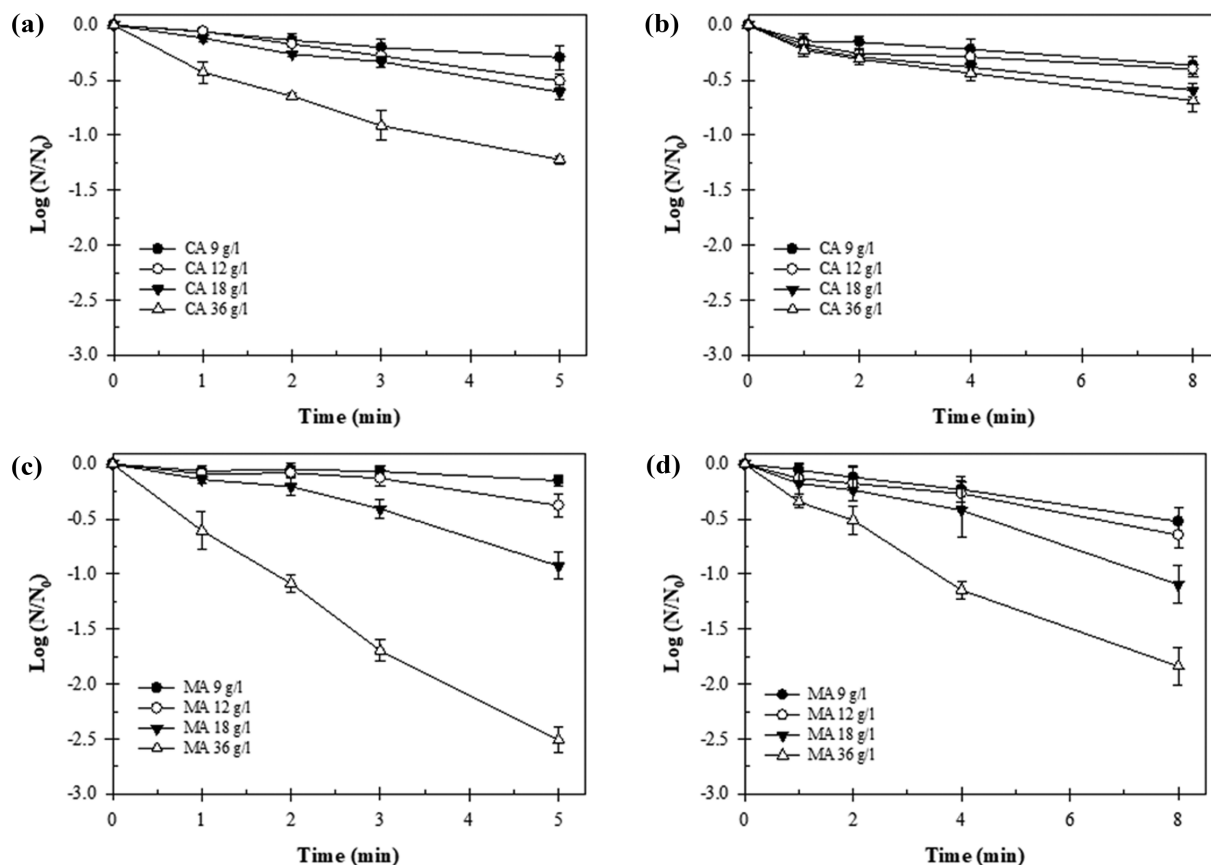 (a)
0.0
-0.5
-1.0
-1.5
-2.0
-2.5
-3.0
Log (N/N₀)
CA 9 g/l
CA 12 g/l
CA 18 g/l
CA 36 g/l
0 1 2 3 4 5
Time (min)
(b)
0.0
-0.5
-1.0
-1.5
-2.0
-2.5
-3.0
Log (N/N₀)
CA 9 g/l
CA 12 g/l
CA 18 g/l
CA 36 g/l
0 2 4 6 8
Time (min)
(c)
0.0
-0.5
-1.0
-1.5
-2.0
-2.5
-3.0
Log (N/N₀)
MA 9 g/l
MA 12 g/l
MA 18 g/l
MA 36 g/l
0 1 2 3 4 5
Time (min)
(d)
0.0
-0.5
-1.0
-1.5
-2.0
-2.5
-3.0
Log (N/N₀)
MA 9 g/l
MA 12 g/l
MA 18 g/l
MA 36 g/l
0 2 4 6 8
Time (min)